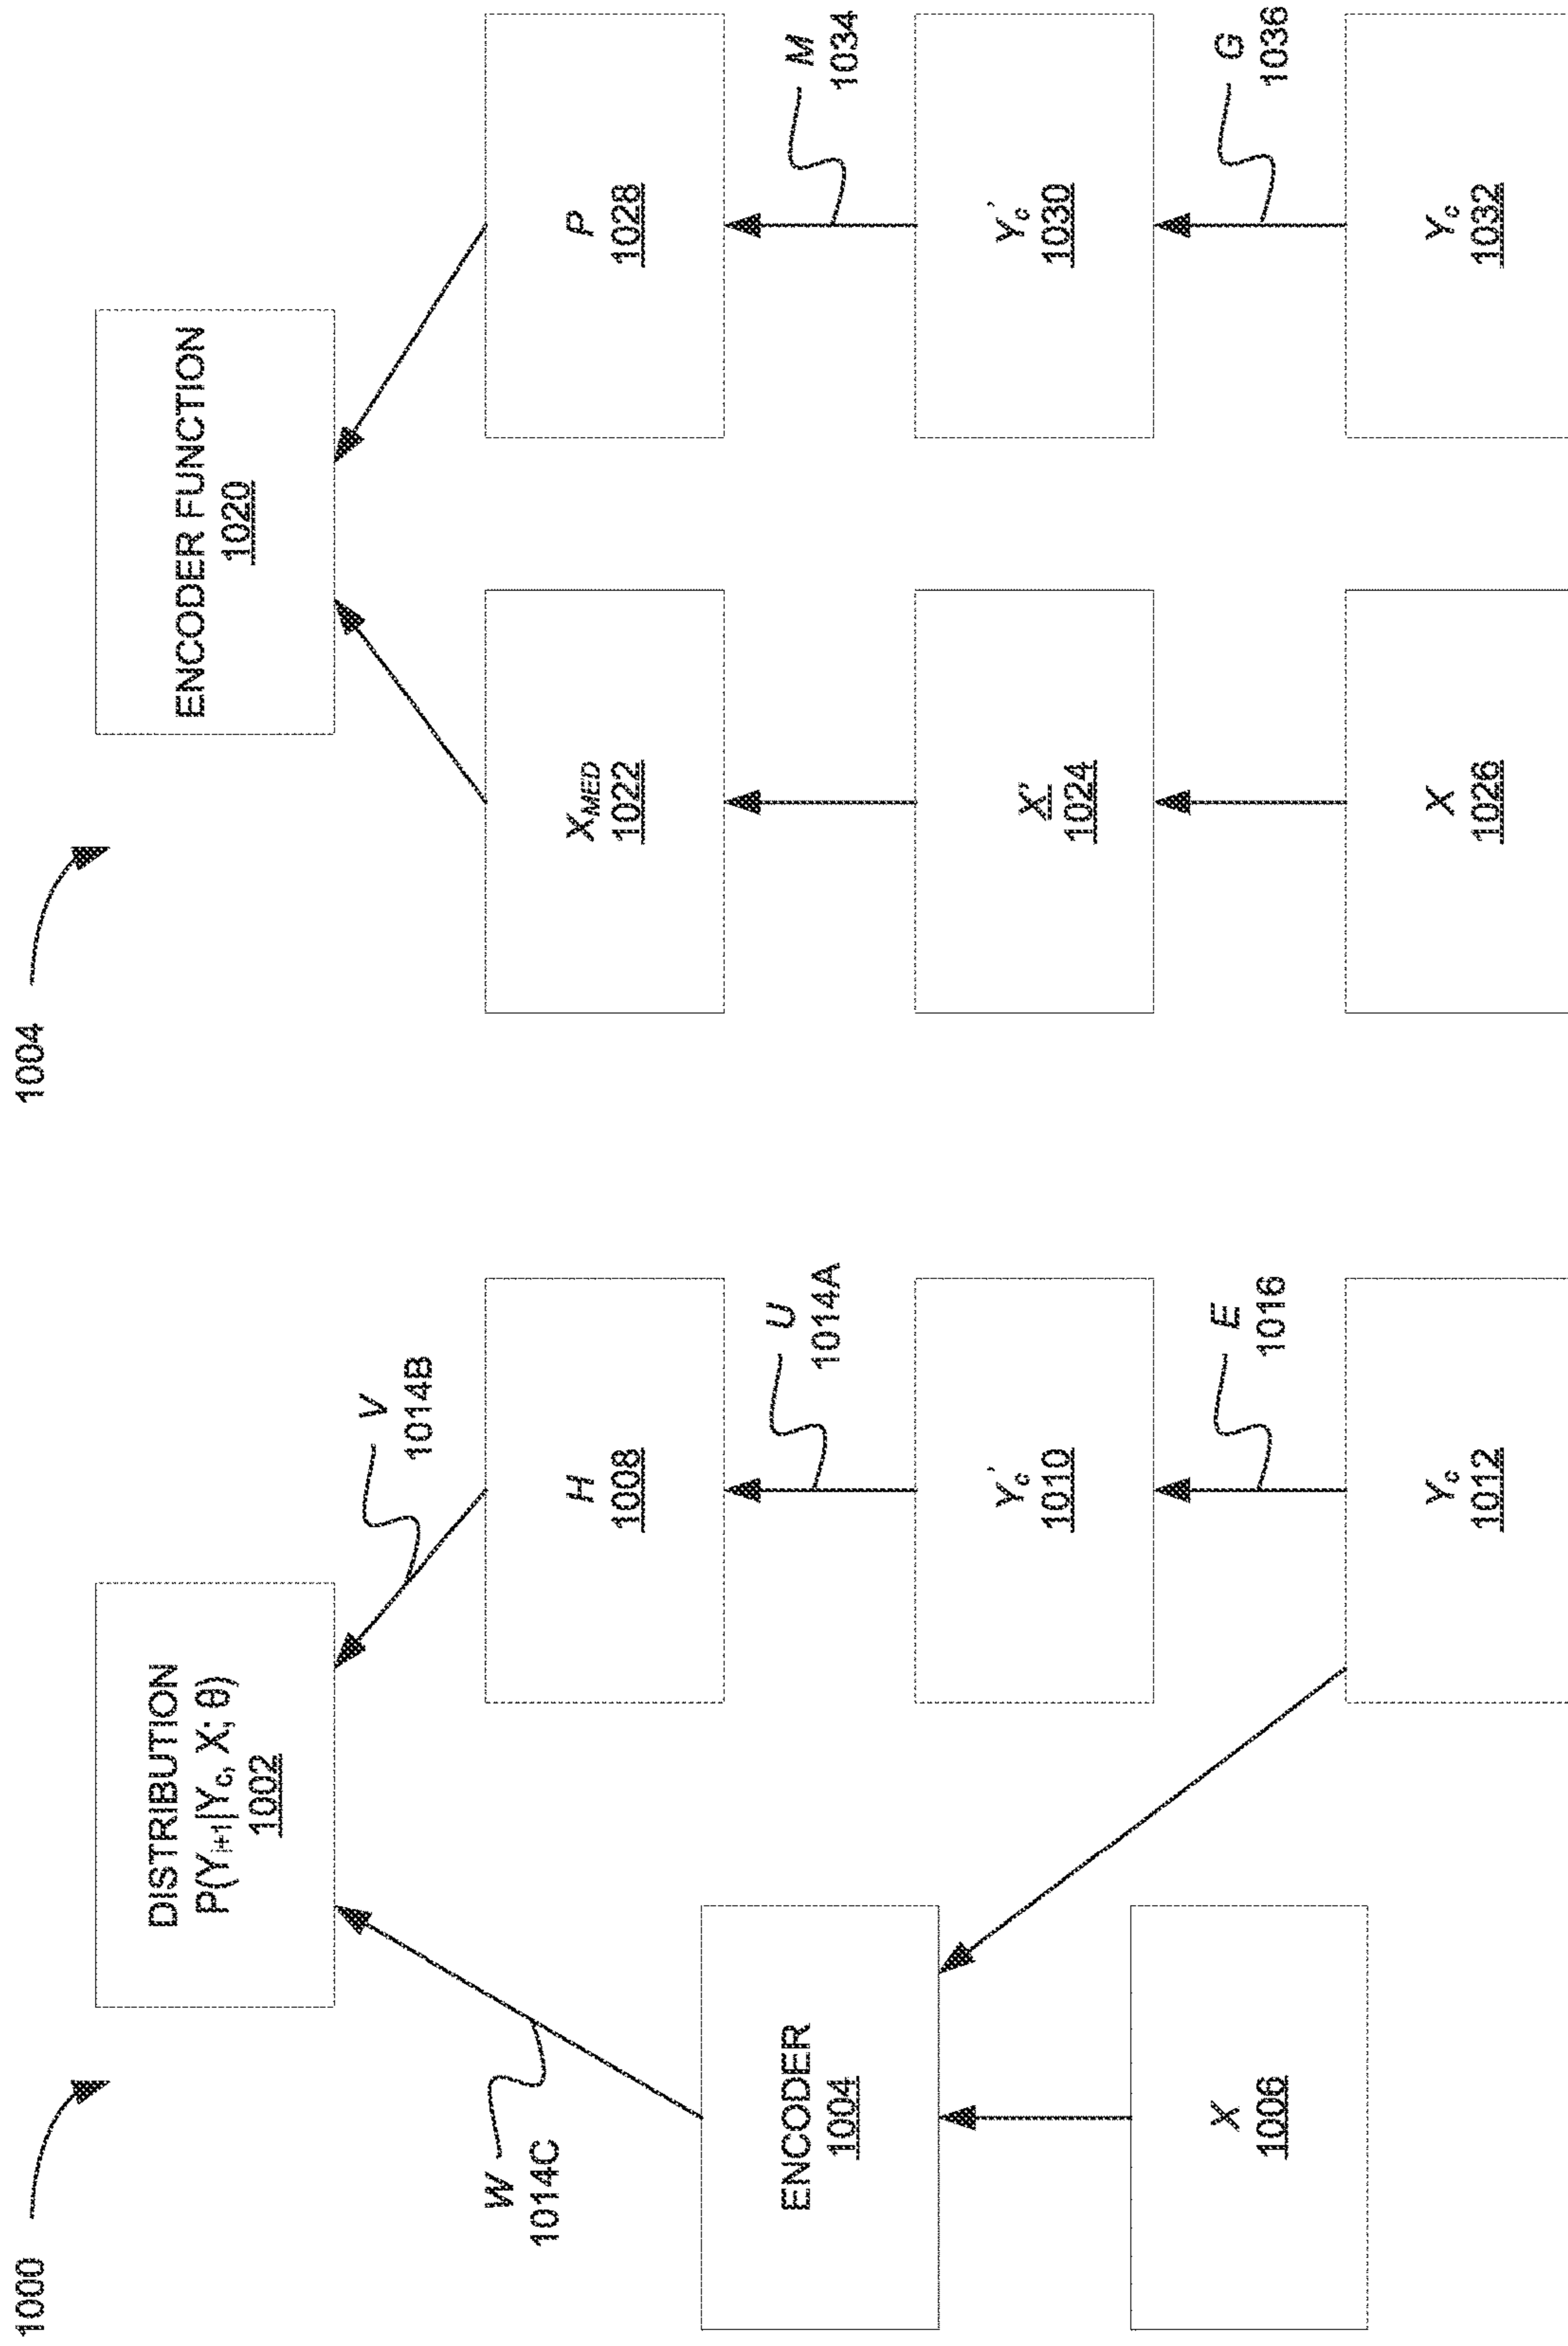 1000
DISTRIBUTION
P(Yi+1|Yc, X; θ)
1002
V
1014B
W
1014C
ENCODER
1004
H
1008
U
1014A
X
1006
Yc'
1010
E
1016
Yc
1012
1004
ENCODER FUNCTION
1020
XMED
1022
P
1028
M
1034
X'
1024
Yc'
1030
G
1036
X
1026
Yc
1032